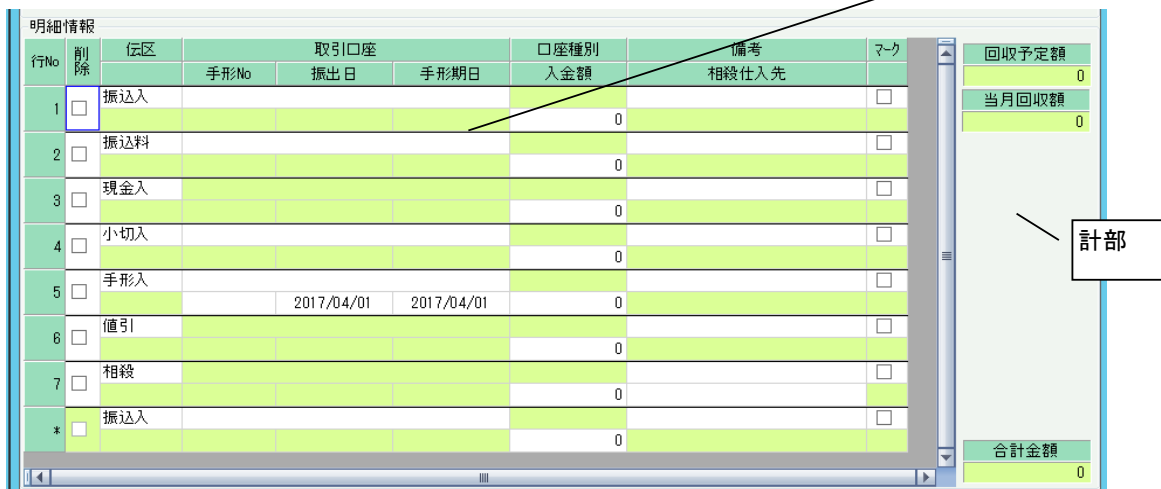 明細情報
行No 削除 伝区 取引口座 口座種別 備考 マーク
手形No 振出日 手形期日 入金額 相殺仕入先
1 振込入
0
2 振込料
0
3 現金入
0
4 小切入
0
5 手形入
2017/04/01 2017/04/01 0
6 値引
0
7 相殺
0
* 振込入
0
回収予定額
0
当月回収額
0
計部
合計金額
0